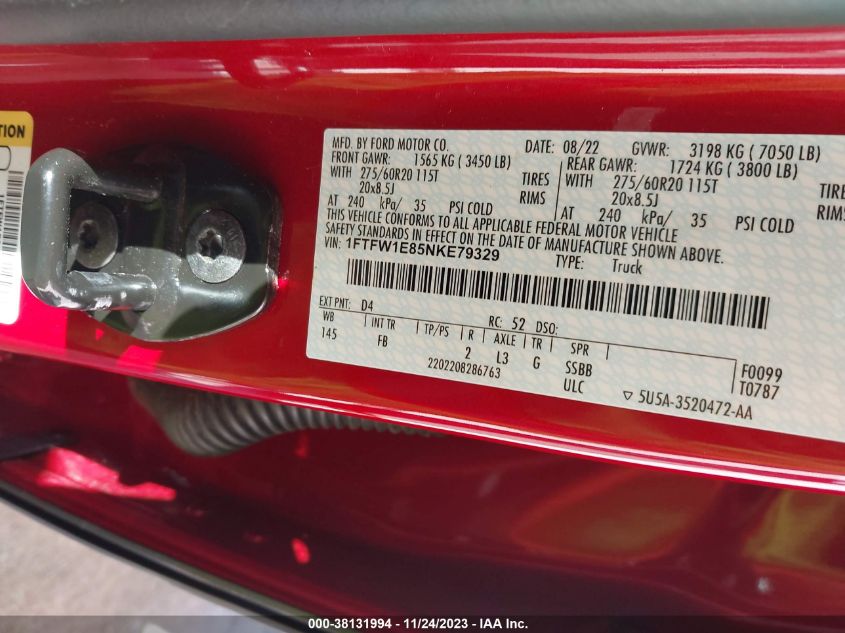 TION
MFD. BY FORD MOTOR CO.
DATE: 08/22 GVWR: 3198 KG ( 7050 LB)
FRONT GAWR: 1565 KG ( 3450 LB)
REAR GAWR: 1724 KG ( 3800 LB)
WITH 275/60R20 115T TIRES
WITH 275/60R20 115T TIRE
20x8.5J RIMS
20x8.5J RIMS
AT 240 kPa/ 35 PSI COLD
AT 240 kPa/ 35 PSI COLD
THIS VEHICLE CONFORMS TO ALL APPLICABLE FEDERAL MOTOR VEHICLE
SAFETY STANDARDS IN EFFECT ON THE DATE OF MANUFACTURE SHOWN ABOVE.
VIN: 1FTFW1E85NKE79329
TYPE: Truck
EXT PNT: D4 RC: 52 DSO:
WB INT TR TP/PS R AXLE TR SPR
145 FB 2 L3 G SSBB F0099
ULC T0787
2202208286763
▽ 5U5A-3520472-AA
000-38131994 - 11/24/2023 - IAA Inc.